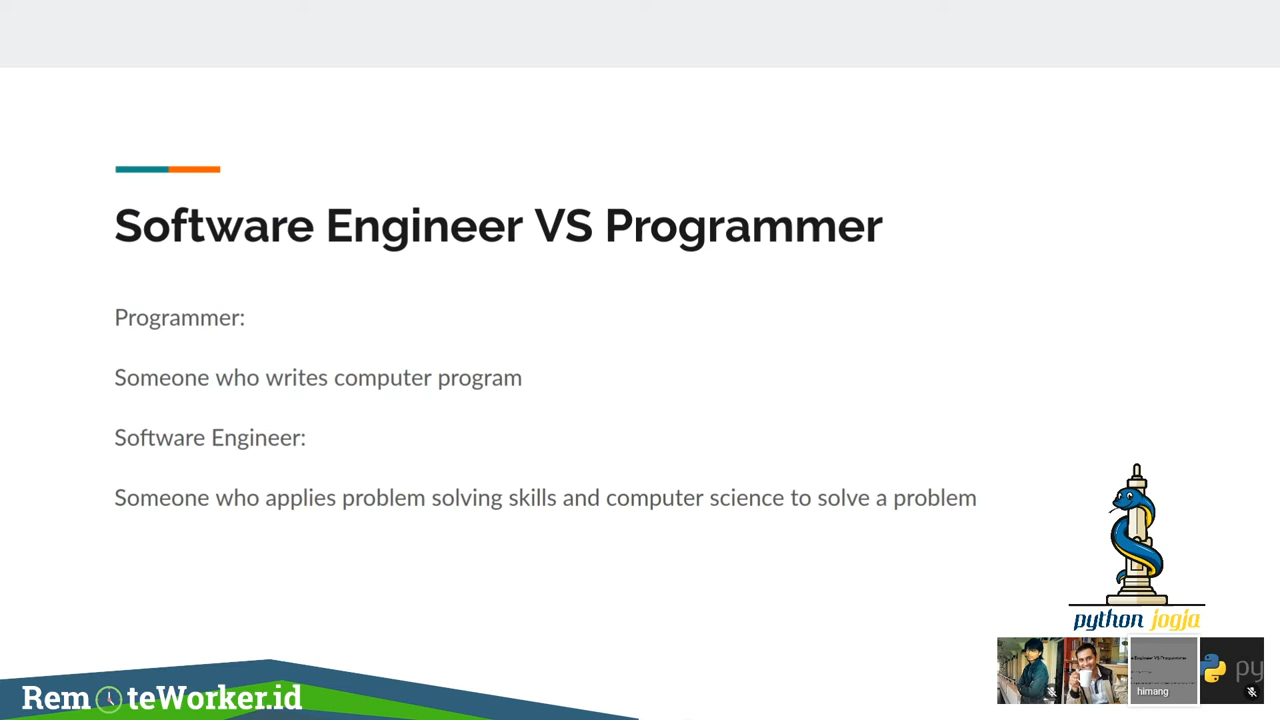 Software Engineer VS Programmer
Programmer:
Someone who writes computer program
Software Engineer:
Someone who applies problem solving skills and computer science to solve a problem
python jogja
himang
py
RemoteWorker.id